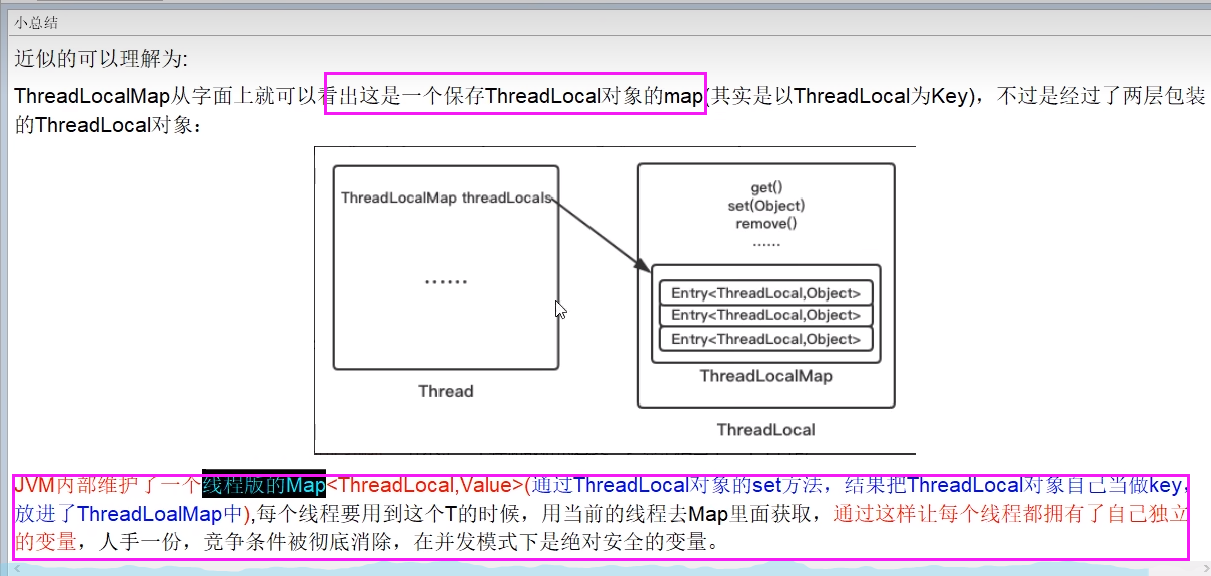 小总结
近似的可以理解为:
ThreadLocalMap从字面上就可以看出这是一个保存ThreadLocal对象的map(其实是以ThreadLocal为Key)，不过是经过了两层包装
的ThreadLocal对象：
ThreadLocalMap threadLocals
……
Thread
get()
set(Object)
remove()
……
Entry<ThreadLocal,Object>
Entry<ThreadLocal,Object>
Entry<ThreadLocal,Object>
ThreadLocalMap
ThreadLocal
JVM内部维护了一个线程版的Map<ThreadLocal,Value>(通过ThreadLocal对象的set方法，结果把ThreadLocal对象自己当做key，
放进了ThreadLoalMap中),每个线程要用到这个T的时候，用当前的线程去Map里面获取，通过这样让每个线程都拥有了自己独立
的变量，人手一份，竞争条件被彻底消除，在并发模式下是绝对安全的变量。